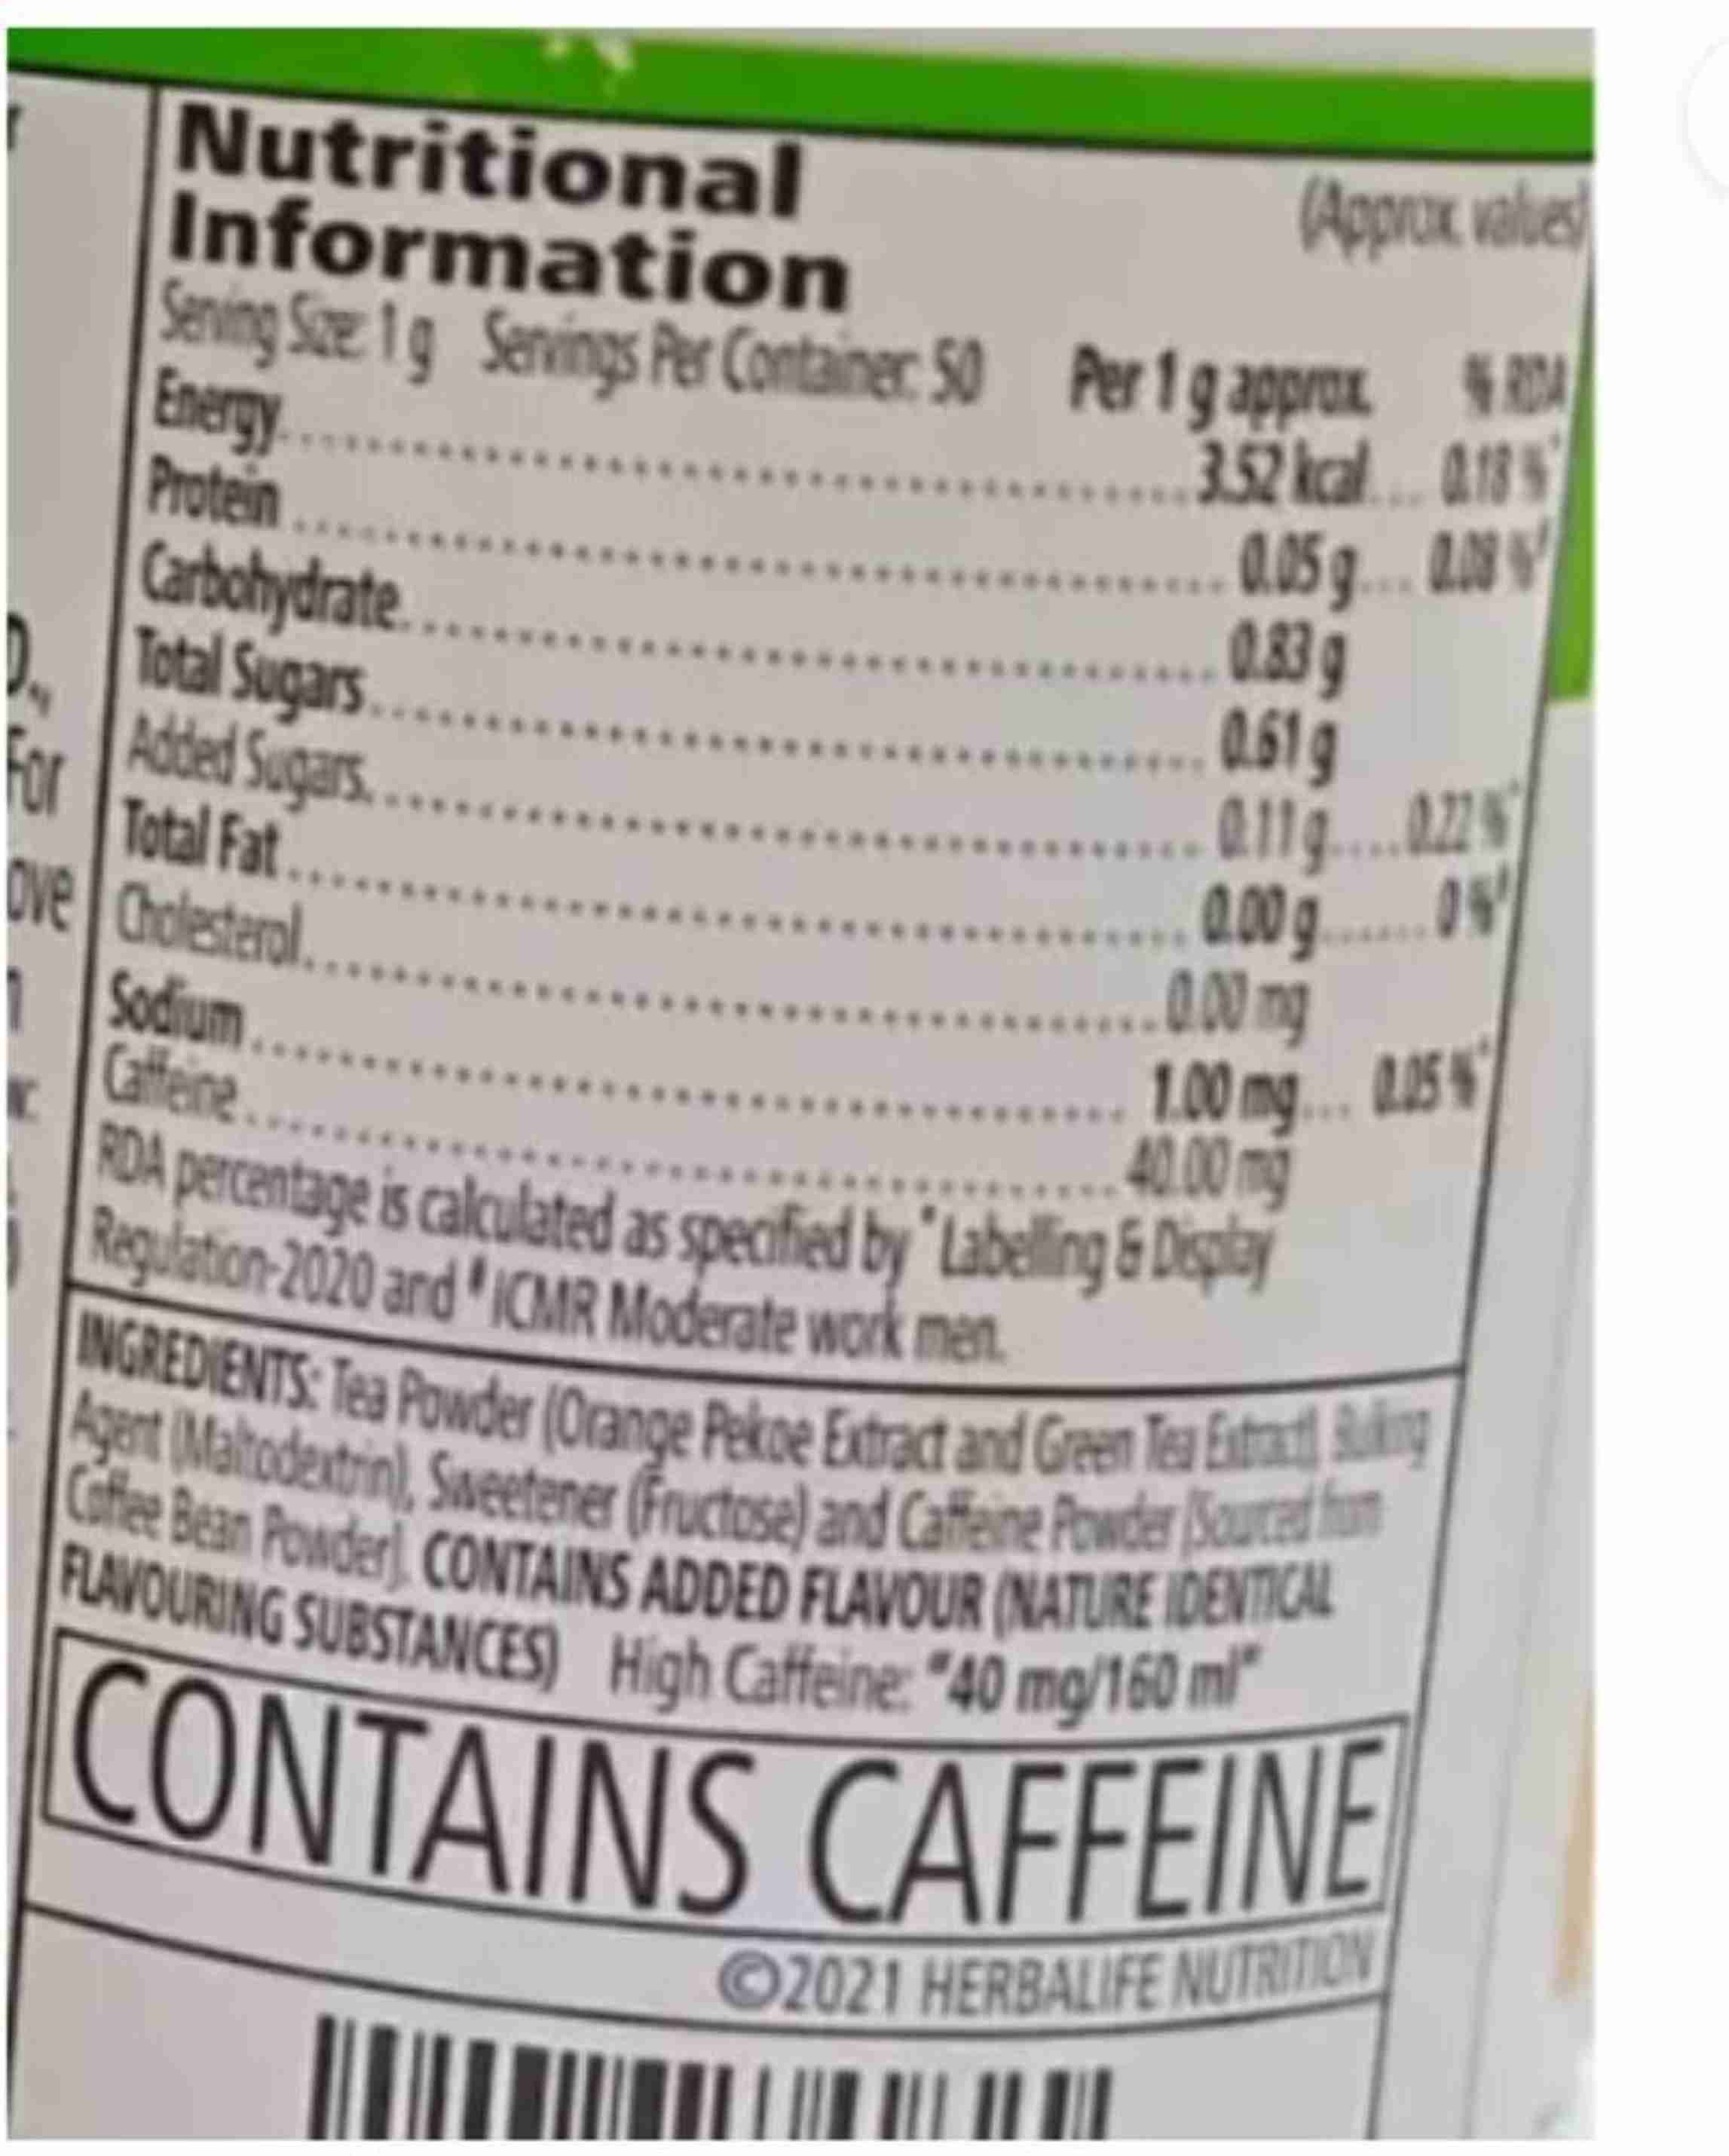 Nutritional
Information
(Approx. values)
Serving Size: 1 g Servings Per Container: 50 Per 1 g approx. % RDA
Energy.............................. 3.52 kcal.... 0.18 %*
Protein.............................. 0.05 g.... 0.08 %#
Carbohydrate.............................. 0.83 g
Total Sugars.............................. 0.61 g
Added Sugars.............................. 0.11 g.....0.22 %*
Total Fat.............................. 0.00 g....... 0 %#
Cholesterol.............................. 0.00 mg
Sodium.............................. 1.00 mg.... 0.05 %*
Caffeine.............................. 40.00 mg
RDA percentage is calculated as specified by *Labelling & Display
Regulation-2020 and # ICMR Moderate work men.
INGREDIENTS: Tea Powder (Orange Pekoe Extract and Green Tea Extract), Bulking
Agent (Maltodextrin), Sweetener (Fructose) and Caffeine Powder [Sourced from
Coffee Bean Powder]. CONTAINS ADDED FLAVOUR (NATURE IDENTICAL
FLAVOURING SUBSTANCES) High Caffeine: "40 mg/160 ml"
CONTAINS CAFFEINE
©2021 HERBALIFE NUTRITION
For
ove